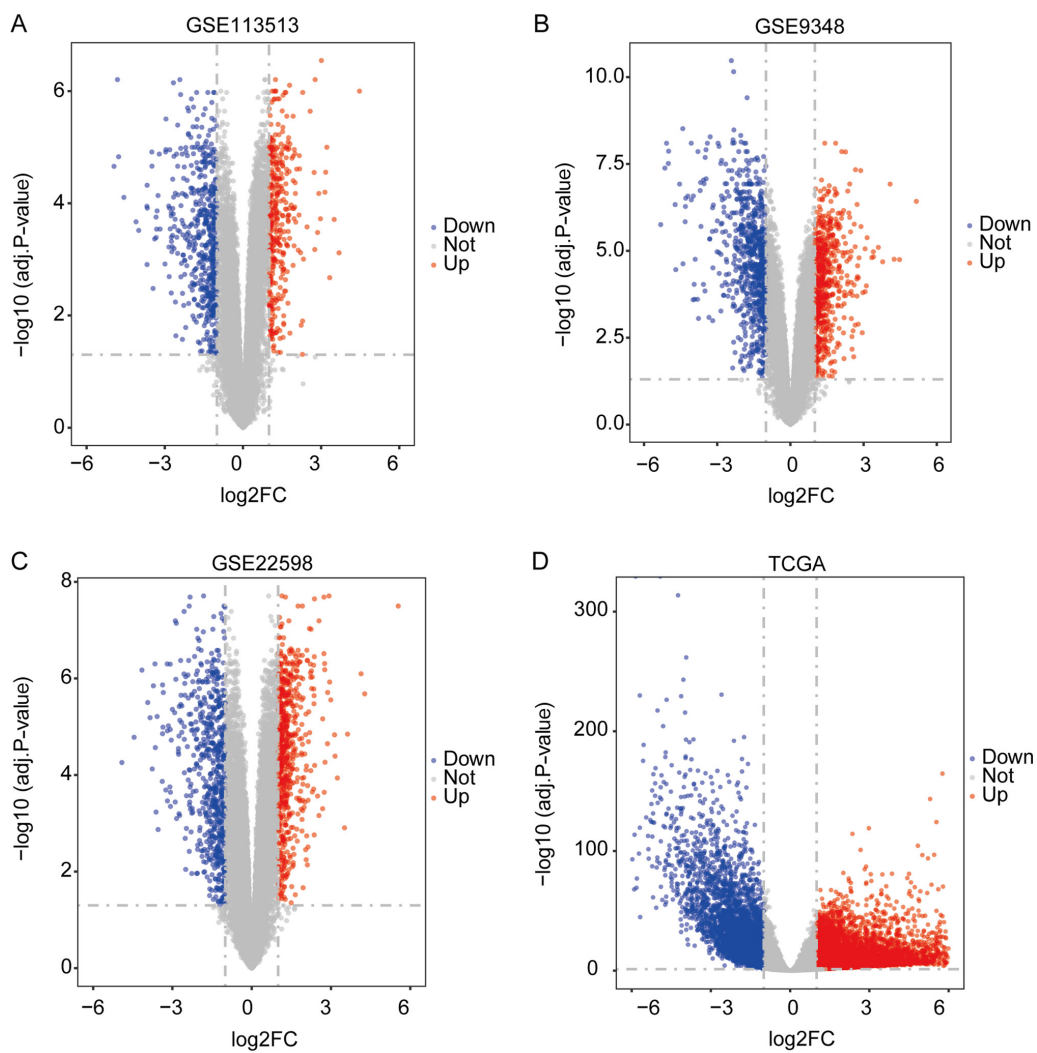 A
GSE113513
−log10 (adj.P-value)
6
4
2
0
−6
−3
0
3
6
log2FC
Down
Not
Up
B
GSE9348
−log10 (adj.P-value)
10.0
7.5
5.0
2.5
0.0
−6
−3
0
3
6
log2FC
Down
Not
Up
C
GSE22598
−log10 (adj.P-value)
8
6
4
2
0
−6
−3
0
3
6
log2FC
Down
Not
Up
D
TCGA
−log10 (adj.P-value)
300
200
100
0
−6
−3
0
3
6
log2FC
Down
Not
Up